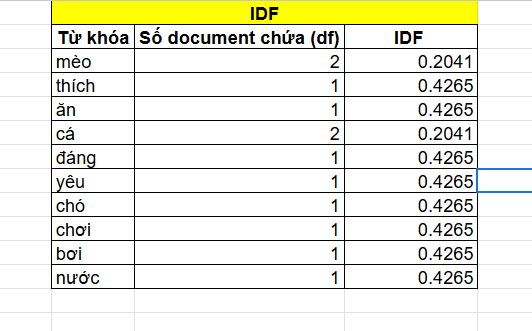 IDF
Từ khóa Số document chứa (df) IDF
mèo 2 0.2041
thích 1 0.4265
ăn 1 0.4265
cá 2 0.2041
đáng 1 0.4265
yêu 1 0.4265
chó 1 0.4265
chơi 1 0.4265
bơi 1 0.4265
nước 1 0.4265